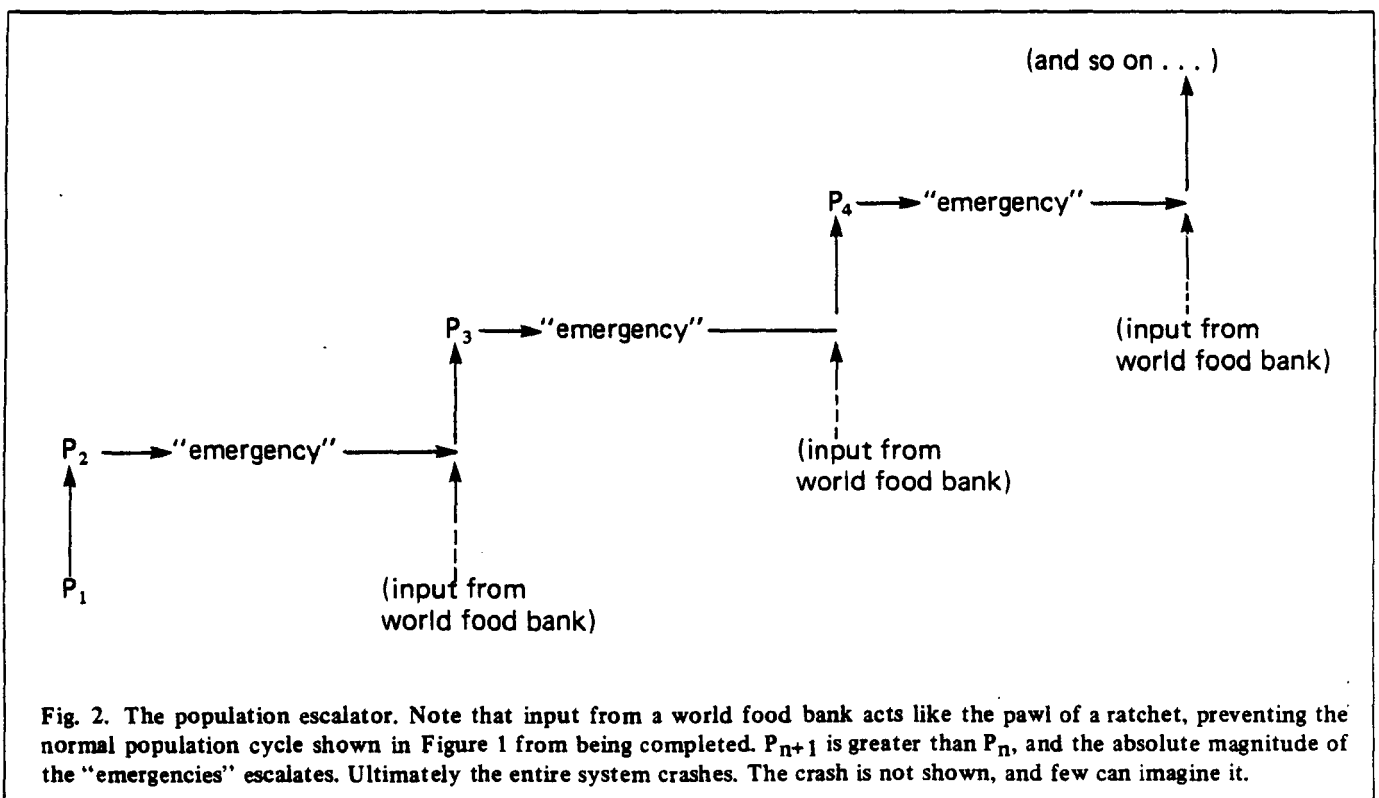 (and so on . . . )
P₄ "emergency"
P₃ "emergency"
(input from
world food bank)
P₂ "emergency"
(input from
world food bank)
P₁
(input from
world food bank)
Fig. 2. The population escalator. Note that input from a world food bank acts like the pawl of a ratchet, preventing the
normal population cycle shown in Figure 1 from being completed. Pₙ₊₁ is greater than Pₙ, and the absolute magnitude of
the "emergencies" escalates. Ultimately the entire system crashes. The crash is not shown, and few can imagine it.